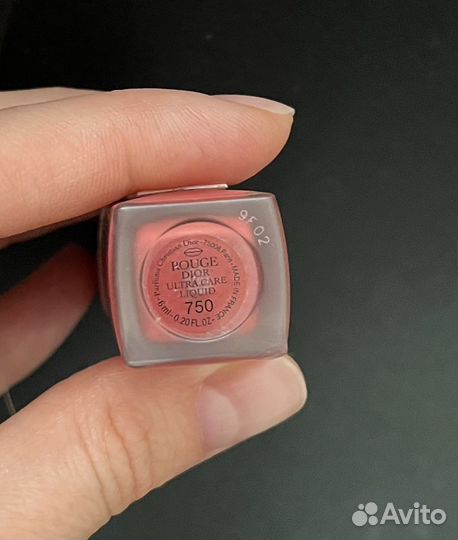 9F02
Parfums Christian Dior - 75008 Paris - MADE IN FRANCE
ROUGE
DIOR
ULTRA CARE
LIQUID
750
6ml - 0.20 FL.OZ.
Avito